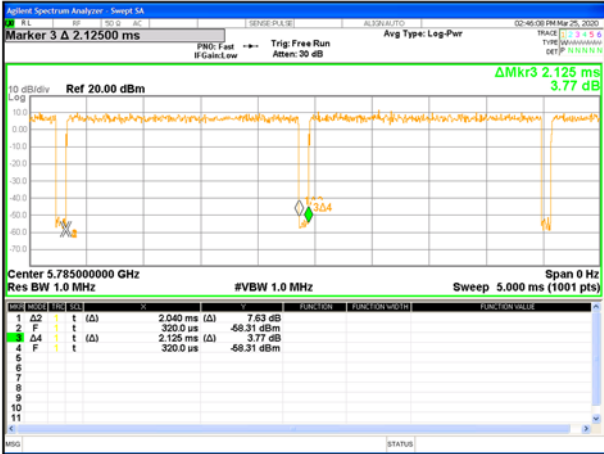 Agilent Spectrum Analyzer - Swept SA
RL RF 50 Ω AC SENSE:PULSE ALIGN AUTO 02:46:08 PM Mar 25, 2020
Marker 3 Δ 2.12500 ms Avg Type: Log-Pwr TRACE 1 2 3 4 5 6
PNO: Fast Trig: Free Run TYPE
IFGain:Low Atten: 30 dB DET P N N N N N
ΔMkr3 2.125 ms
3.77 dB
10 dB/div Ref 20.00 dBm
Log
10.0
0.00
-10.0
-20.0
-30.0
-40.0
3Δ4
-50.0
-60.0
-70.0
Center 5.785000000 GHz Span 0 Hz
Res BW 1.0 MHz #VBW 1.0 MHz Sweep 5.000 ms (1001 pts)
MKR MODE TRC SCL X Y FUNCTION FUNCTION WIDTH FUNCTION VALUE
1 Δ2 1 t (Δ) 2.040 ms (Δ) 7.63 dB
2 F 1 t 320.0 us -58.31 dBm
3 Δ4 1 t (Δ) 2.125 ms (Δ) 3.77 dB
4 F 1 t 320.0 us -58.31 dBm
5
6
7
8
9
10
11
MSG STATUS